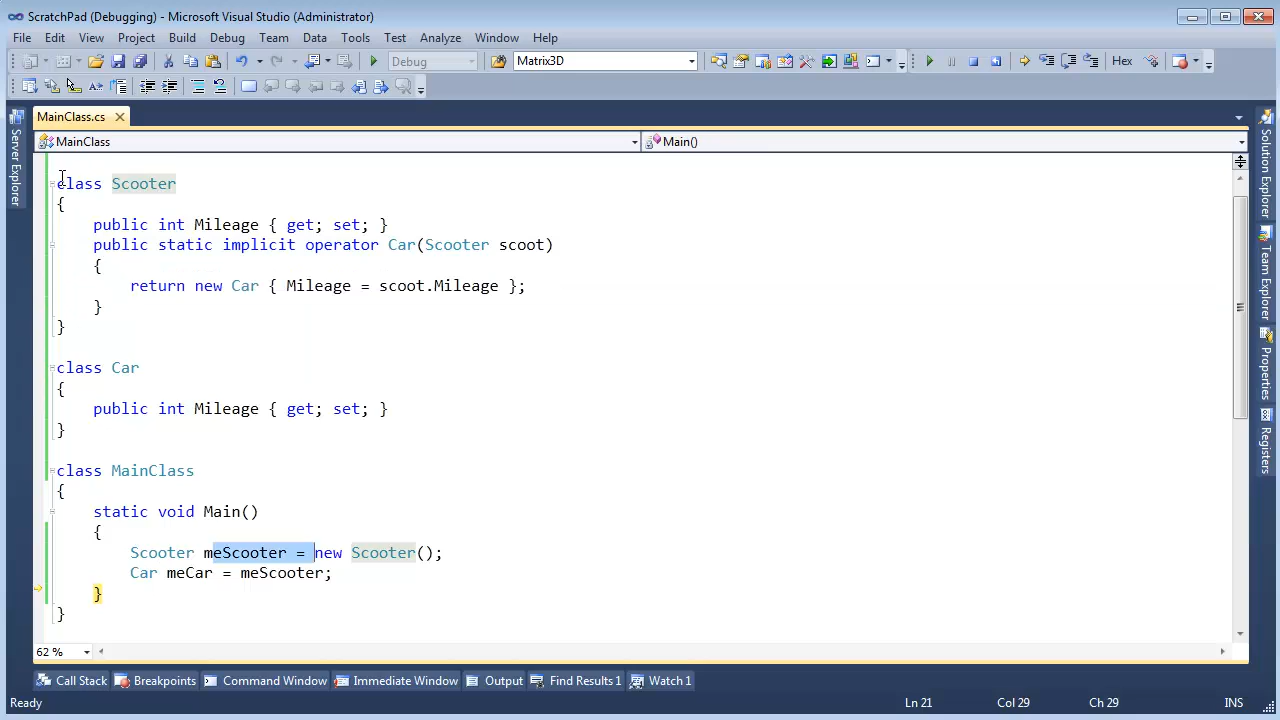 ScratchPad (Debugging) - Microsoft Visual Studio (Administrator)
File Edit View Project Build Debug Team Data Tools Test Analyze Window Help
Debug Matrix3D Hex
MainClass.cs
MainClass Main()
class Scooter
{
public int Mileage { get; set; }
public static implicit operator Car(Scooter scoot)
{
return new Car { Mileage = scoot.Mileage };
}
}
class Car
{
public int Mileage { get; set; }
}
class MainClass
{
static void Main()
{
Scooter meScooter = new Scooter();
Car meCar = meScooter;
}
}
62 %
Server Explorer
Solution Explorer
Team Explorer
Properties
Registers
Call Stack Breakpoints Command Window Immediate Window Output Find Results 1 Watch 1
Ready Ln 21 Col 29 Ch 29 INS